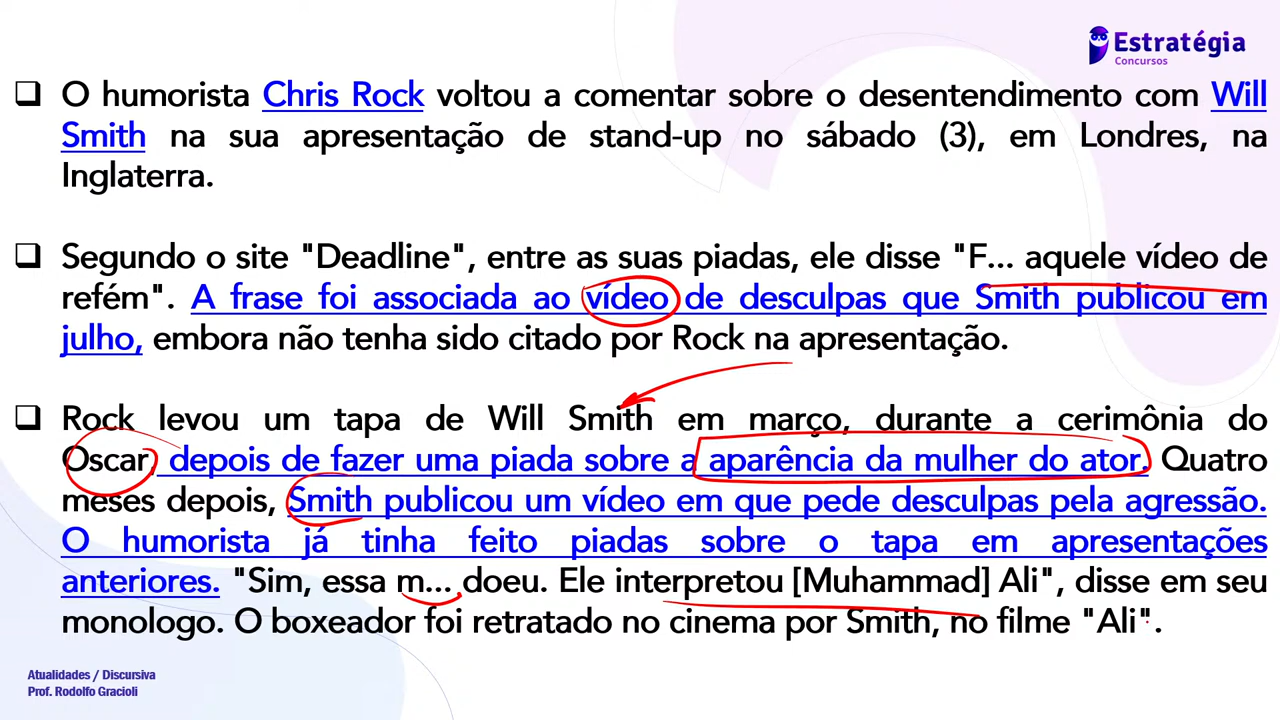 Estratégia
Concursos
❑ O humorista Chris Rock voltou a comentar sobre o desentendimento com Will
Smith na sua apresentação de stand-up no sábado (3), em Londres, na
Inglaterra.
❑ Segundo o site "Deadline", entre as suas piadas, ele disse "F... aquele vídeo de
refém". A frase foi associada ao vídeo de desculpas que Smith publicou em
julho, embora não tenha sido citado por Rock na apresentação.
❑ Rock levou um tapa de Will Smith em março, durante a cerimônia do
Oscar, depois de fazer uma piada sobre a aparência da mulher do ator. Quatro
meses depois, Smith publicou um vídeo em que pede desculpas pela agressão.
O humorista já tinha feito piadas sobre o tapa em apresentações
anteriores. "Sim, essa m... doeu. Ele interpretou [Muhammad] Ali", disse em seu
monologo. O boxeador foi retratado no cinema por Smith, no filme "Ali".
Atualidades / Discursiva
Prof. Rodolfo Gracioli